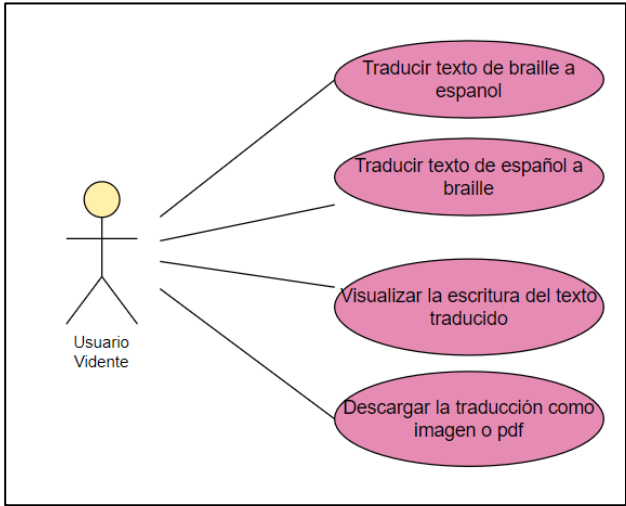 Traducir texto de braille a
espanol
Traducir texto de español a
braille
Visualizar la escritura del texto
traducido
Descargar la traducción como
imagen o pdf
Usuario
Vidente